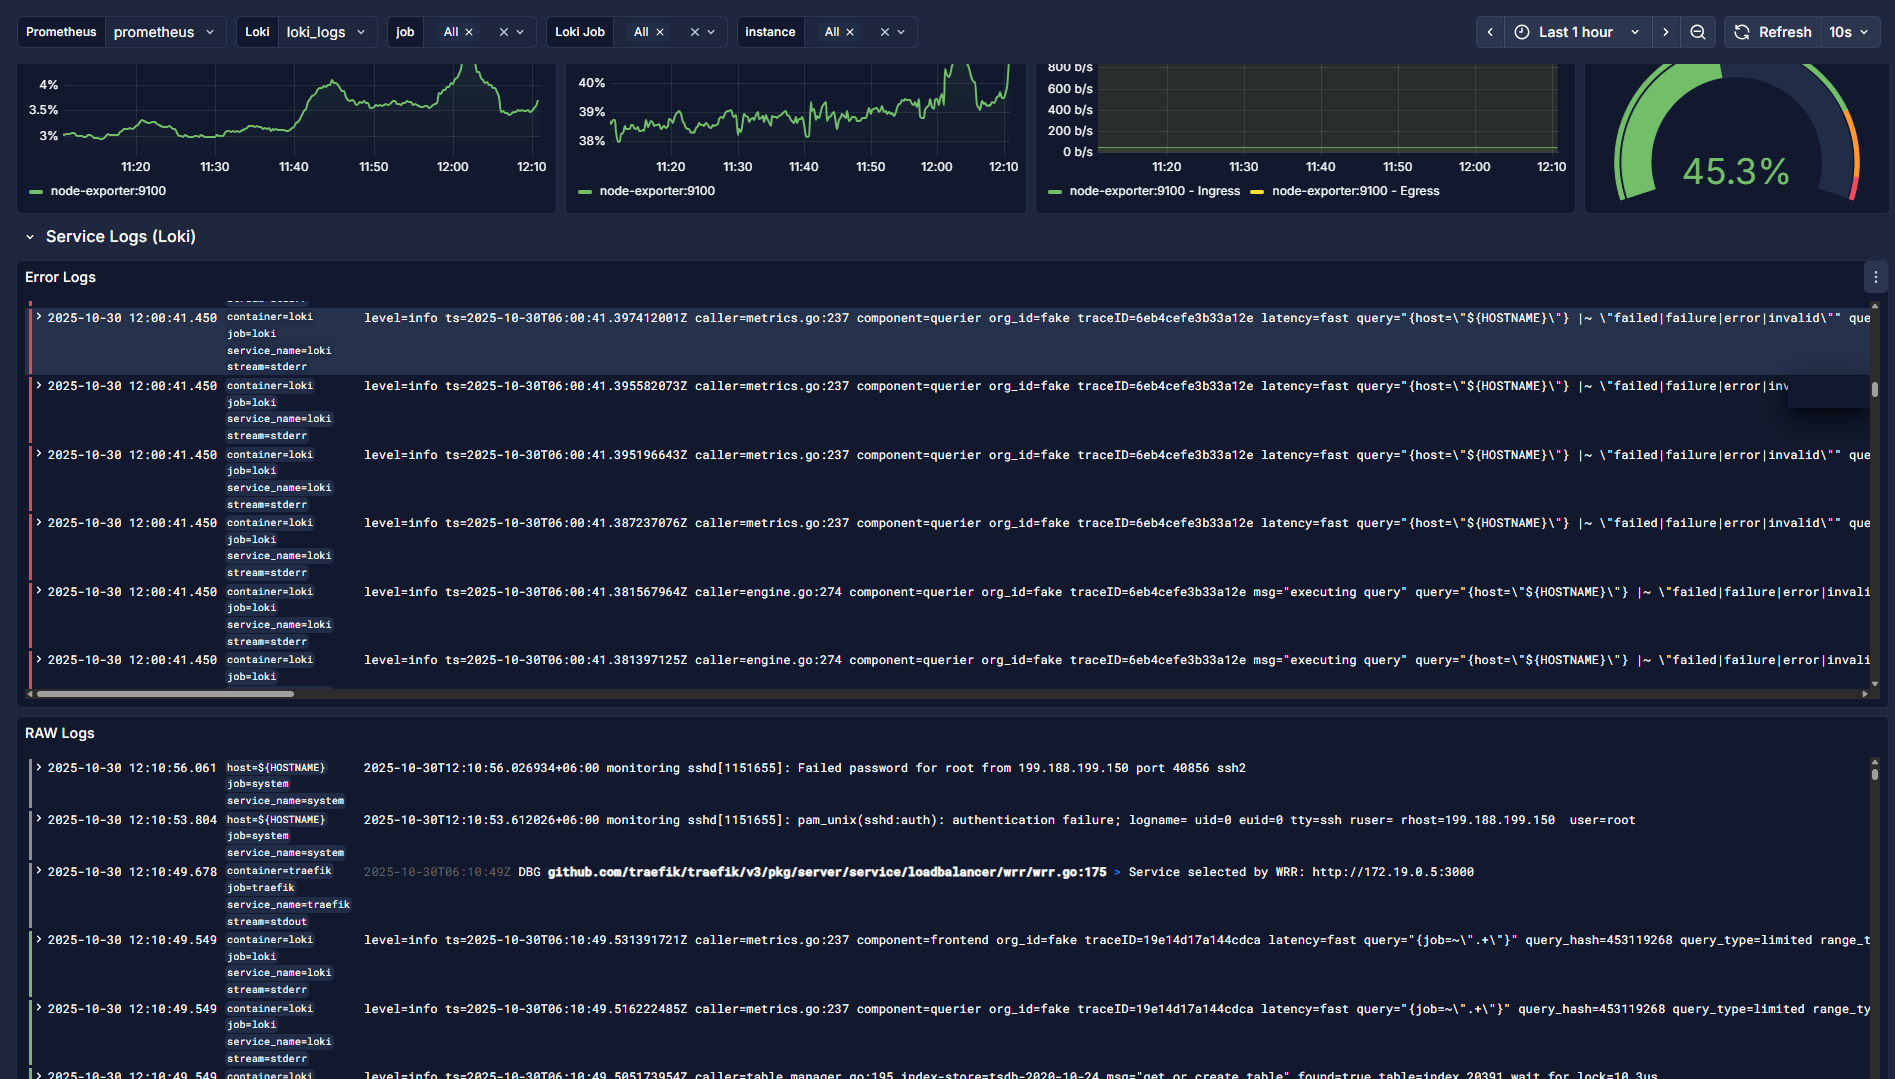 Prometheus prometheus Loki loki_logs job All Loki Job All Instance All Last 1 hour Refresh 10s
4%
3.5%
3%
11:20 11:30 11:40 11:50 12:00 12:10
node-exporter:9100
40%
39%
38%
11:20 11:30 11:40 11:50 12:00 12:10
node-exporter:9100
800 b/s
600 b/s
400 b/s
200 b/s
0 b/s
11:20 11:30 11:40 11:50 12:00 12:10
node-exporter:9100 - Ingress node-exporter:9100 - Egress
45.3%
Service Logs (Loki)
Error Logs
stream=stderr
2025-10-30 12:00:41.450 container=loki level=info ts=2025-10-30T06:00:41.397412001Z caller=metrics.go:237 component=querier org_id=fake traceID=6eb4cefe3b33a12e latency=fast query="{host=\"${HOSTNAME}\"} |~ \"failed|failure|error|invalid\"" que
job=loki
service_name=loki
stream=stderr
2025-10-30 12:00:41.450 container=loki level=info ts=2025-10-30T06:00:41.395582073Z caller=metrics.go:237 component=querier org_id=fake traceID=6eb4cefe3b33a12e latency=fast query="{host=\"${HOSTNAME}\"} |~ \"failed|failure|error|inv
job=loki
service_name=loki
stream=stderr
2025-10-30 12:00:41.450 container=loki level=info ts=2025-10-30T06:00:41.395196643Z caller=metrics.go:237 component=querier org_id=fake traceID=6eb4cefe3b33a12e latency=fast query="{host=\"${HOSTNAME}\"} |~ \"failed|failure|error|invalid\"" que
job=loki
service_name=loki
stream=stderr
2025-10-30 12:00:41.450 container=loki level=info ts=2025-10-30T06:00:41.387237076Z caller=metrics.go:237 component=querier org_id=fake traceID=6eb4cefe3b33a12e latency=fast query="{host=\"${HOSTNAME}\"} |~ \"failed|failure|error|invalid\"" que
job=loki
service_name=loki
stream=stderr
2025-10-30 12:00:41.450 container=loki level=info ts=2025-10-30T06:00:41.381567964Z caller=engine.go:274 component=querier org_id=fake traceID=6eb4cefe3b33a12e msg="executing query" query="{host=\"${HOSTNAME}\"} |~ \"failed|failure|error|invali
job=loki
service_name=loki
stream=stderr
2025-10-30 12:00:41.450 container=loki level=info ts=2025-10-30T06:00:41.381397125Z caller=engine.go:274 component=querier org_id=fake traceID=6eb4cefe3b33a12e msg="executing query" query="{host=\"${HOSTNAME}\"} |~ \"failed|failure|error|invali
job=loki
RAW Logs
2025-10-30 12:10:56.061 host=${HOSTNAME} 2025-10-30T12:10:56.026934+06:00 monitoring sshd[1151655]: Failed password for root from 199.188.199.150 port 40856 ssh2
job=system
service_name=system
2025-10-30 12:10:53.804 host=${HOSTNAME} 2025-10-30T12:10:53.612026+06:00 monitoring sshd[1151655]: pam_unix(sshd:auth): authentication failure; logname= uid=0 euid=0 tty=ssh ruser= rhost=199.188.199.150 user=root
job=system
service_name=system
2025-10-30 12:10:49.678 container=traefik 2025-10-30T06:10:49Z DBG github.com/traefik/traefik/v3/pkg/server/service/loadbalancer/wrr/wrr.go:175 > Service selected by WRR: http://172.19.0.5:3000
job=traefik
service_name=traefik
stream=stdout
2025-10-30 12:10:49.549 container=loki level=info ts=2025-10-30T06:10:49.531391721Z caller=metrics.go:237 component=frontend org_id=fake traceID=19e14d17a144cdca latency=fast query="{job=~\".+\"}" query_hash=453119268 query_type=limited range_t
job=loki
service_name=loki
stream=stderr
2025-10-30 12:10:49.549 container=loki level=info ts=2025-10-30T06:10:49.516222485Z caller=metrics.go:237 component=querier org_id=fake traceID=19e14d17a144cdca latency=fast query="{job=~\".+\"}" query_hash=453119268 query_type=limited range_ty
job=loki
service_name=loki
stream=stderr
2025-10-30 12:10:49.549 container=loki level=info ts=2025-10-30T06:10:49.505173954Z caller=table_manager.go:195 index-store=tsdb-2020-10-24 msg="get or create table" found=true table=index_20391 wait_for_lock=10.3us